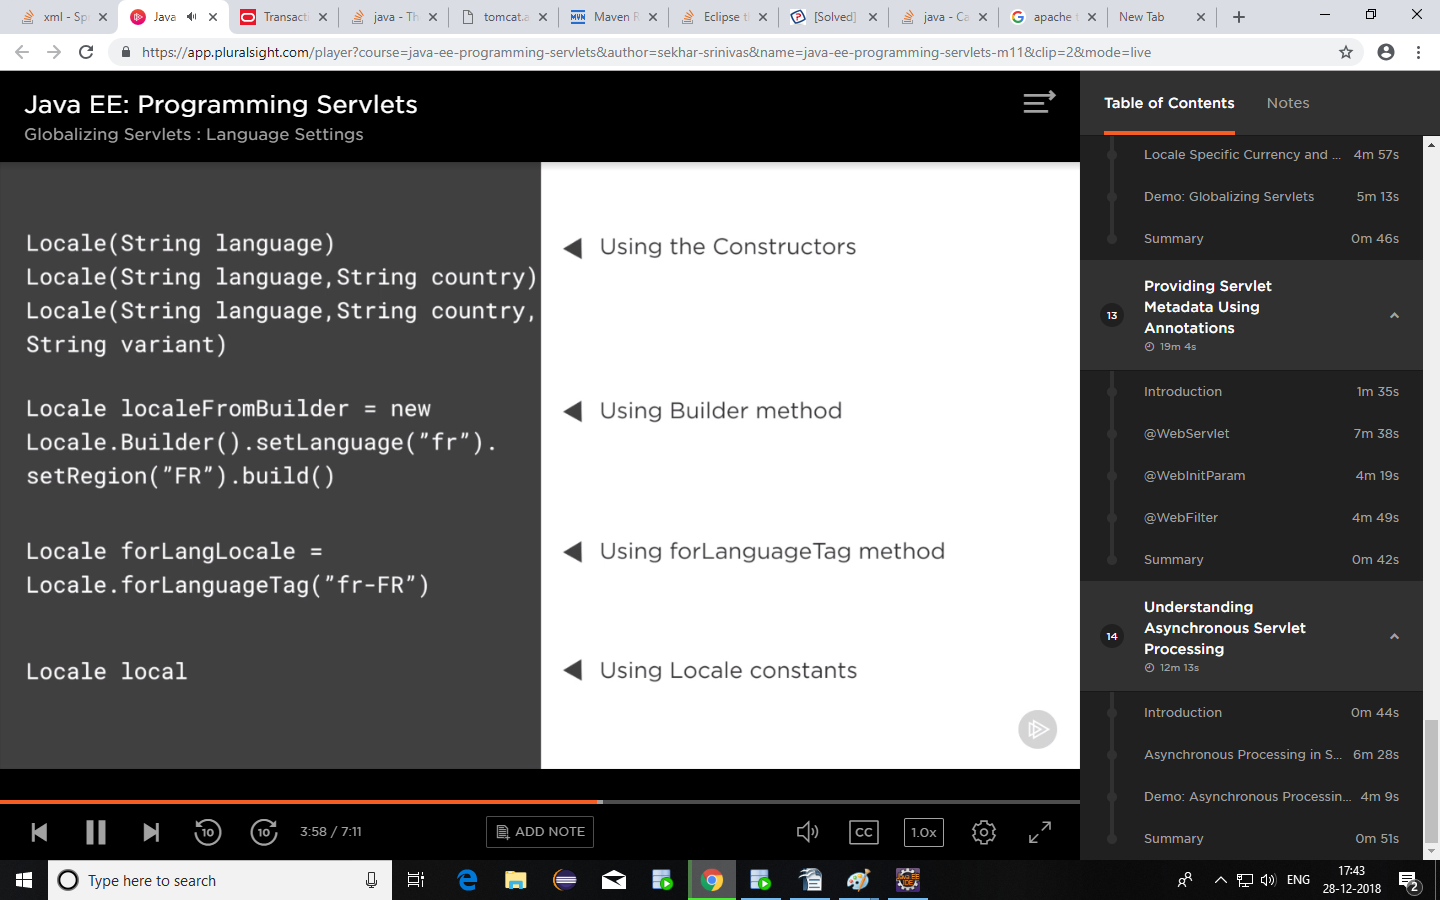 xml - Spr
Java
Transacti
java - Th
tomcat.a
Maven R
Eclipse t
[Solved]
java - Ca
apache t
New Tab
https://app.pluralsight.com/player?course=java-ee-programming-servlets&author=sekhar-srinivas&name=java-ee-programming-servlets-m11&clip=2&mode=live
Java EE: Programming Servlets
Globalizing Servlets : Language Settings
Locale(String language)
Locale(String language,String country)
Locale(String language,String country,
String variant)
Using the Constructors
Locale localeFromBuilder = new
Locale.Builder().setLanguage("fr").
setRegion("FR").build()
Using Builder method
Locale forLangLocale =
Locale.forLanguageTag("fr-FR")
Using forLanguageTag method
Locale local
Using Locale constants
Table of Contents
Notes
Locale Specific Currency and ... 4m 57s
Demo: Globalizing Servlets 5m 13s
Summary 0m 46s
13
Providing Servlet
Metadata Using
Annotations
19m 4s
Introduction 1m 35s
@WebServlet 7m 38s
@WebInitParam 4m 19s
@WebFilter 4m 49s
Summary 0m 42s
14
Understanding
Asynchronous Servlet
Processing
12m 13s
Introduction 0m 44s
Asynchronous Processing in S... 6m 28s
Demo: Asynchronous Processin... 4m 9s
Summary 0m 51s
10
10
3:58 / 7:11
ADD NOTE
CC
1.0x
Type here to search
ENG
17:43
28-12-2018
2